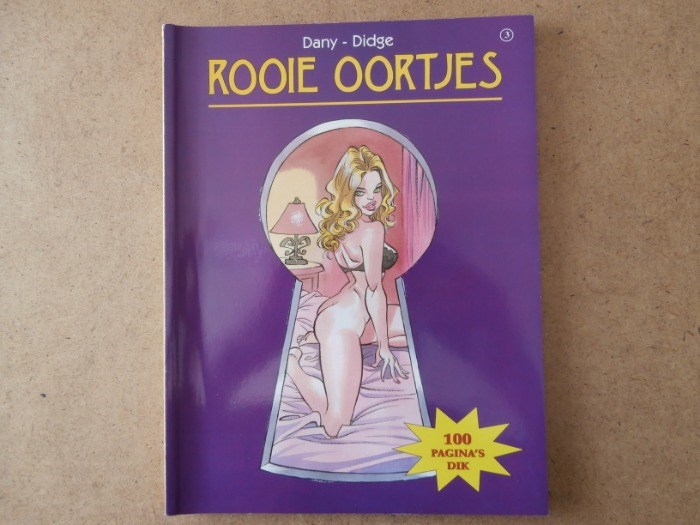 Dany - Didge
3
ROOIE OORTJES
100
PAGINA'S
DIK